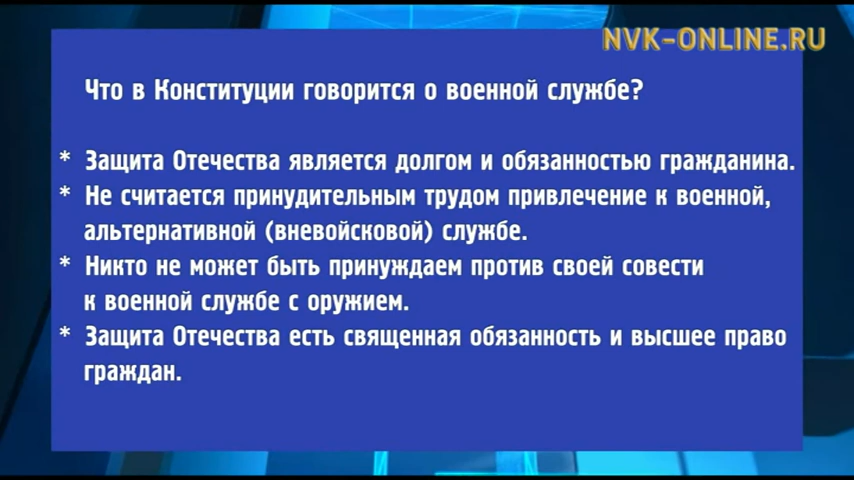 NVK-ONLINE.RU
Что в Конституции говорится о военной службе?
* Защита Отечества является долгом и обязанностью гражданина.
* Не считается принудительным трудом привлечение к военной,
альтернативной (вневойсковой) службе.
* Никто не может быть принуждаем против своей совести
к военной службе с оружием.
* Защита Отечества есть священная обязанность и высшее право
граждан.